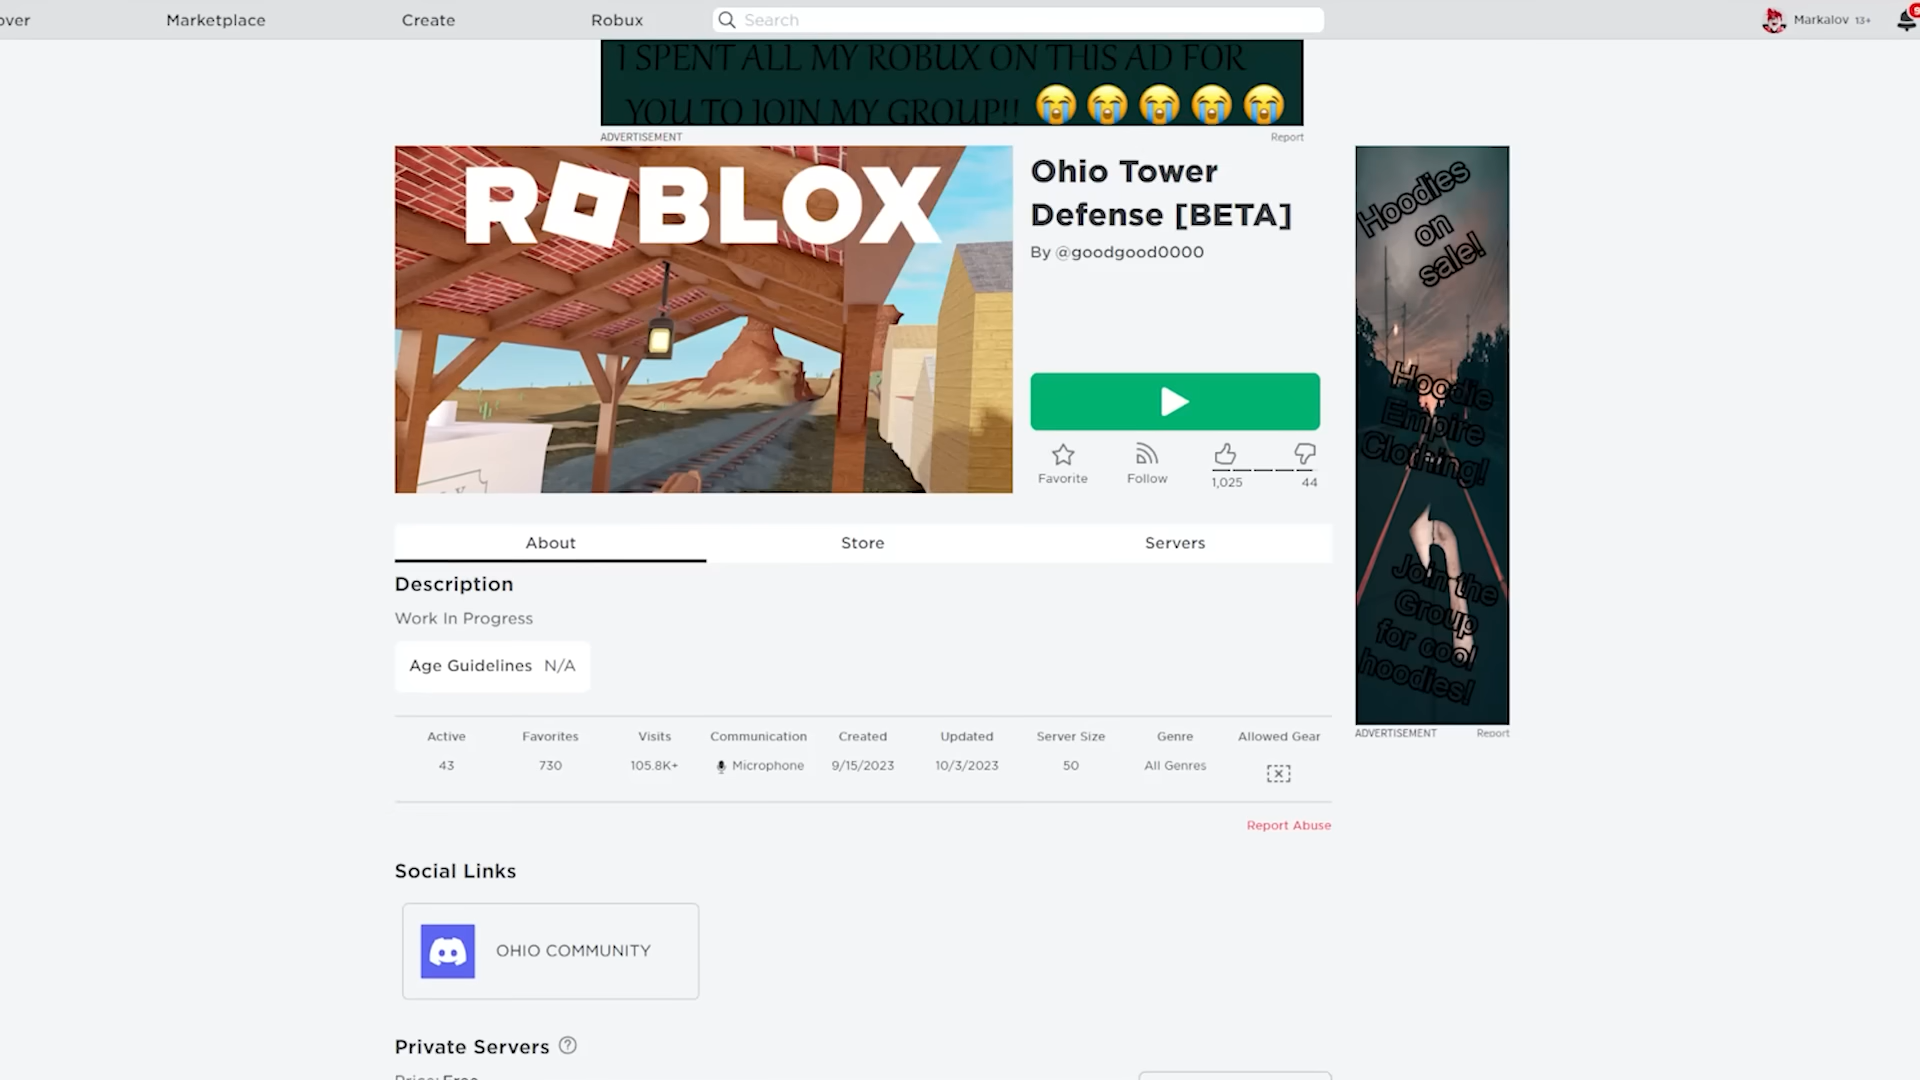 over
Marketplace
Create
Robux
Search
Markalov 13+
I SPENT ALL MY ROBUX ON THIS AD FOR
YOU TO JOIN MY GROUP!! 😭😭😭😭😭
ADVERTISEMENT
Report
ROBLOX
Ohio Tower
Defense [BETA]
By @goodgood0000
Favorite
Follow
1,025
44
Hoodies
on
sale!
Hoodie
Empire
Clothing!
Join the
Group
for cool
hoodies!
ADVERTISEMENT
Report
About
Store
Servers
Description
Work In Progress
Age Guidelines N/A
Active
Favorites
Visits
Communication
Created
Updated
Server Size
Genre
Allowed Gear
43
730
105.8K+
Microphone
9/15/2023
10/3/2023
50
All Genres
Report Abuse
Social Links
OHIO COMMUNITY
Private Servers
Price: Free